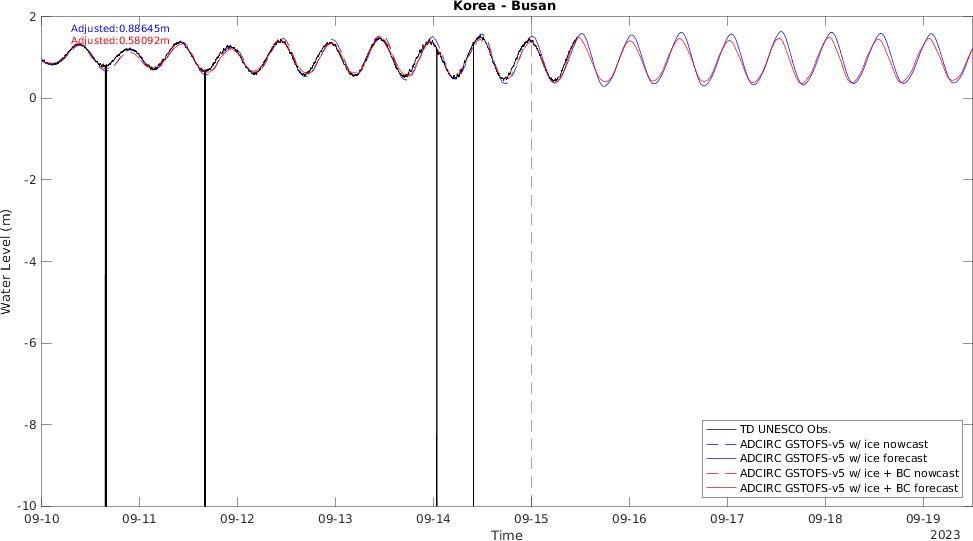 Korea - Busan
Adjusted:0.88645m
Adjusted:0.58092m
2
0
-2
-4
-6
-8
-10
Water Level (m)
09-10 09-11 09-12 09-13 09-14 09-15 09-16 09-17 09-18 09-19
Time
2023
TD UNESCO Obs.
ADCIRC GSTOFS-v5 w/ ice nowcast
ADCIRC GSTOFS-v5 w/ ice forecast
ADCIRC GSTOFS-v5 w/ ice + BC nowcast
ADCIRC GSTOFS-v5 w/ ice + BC forecast